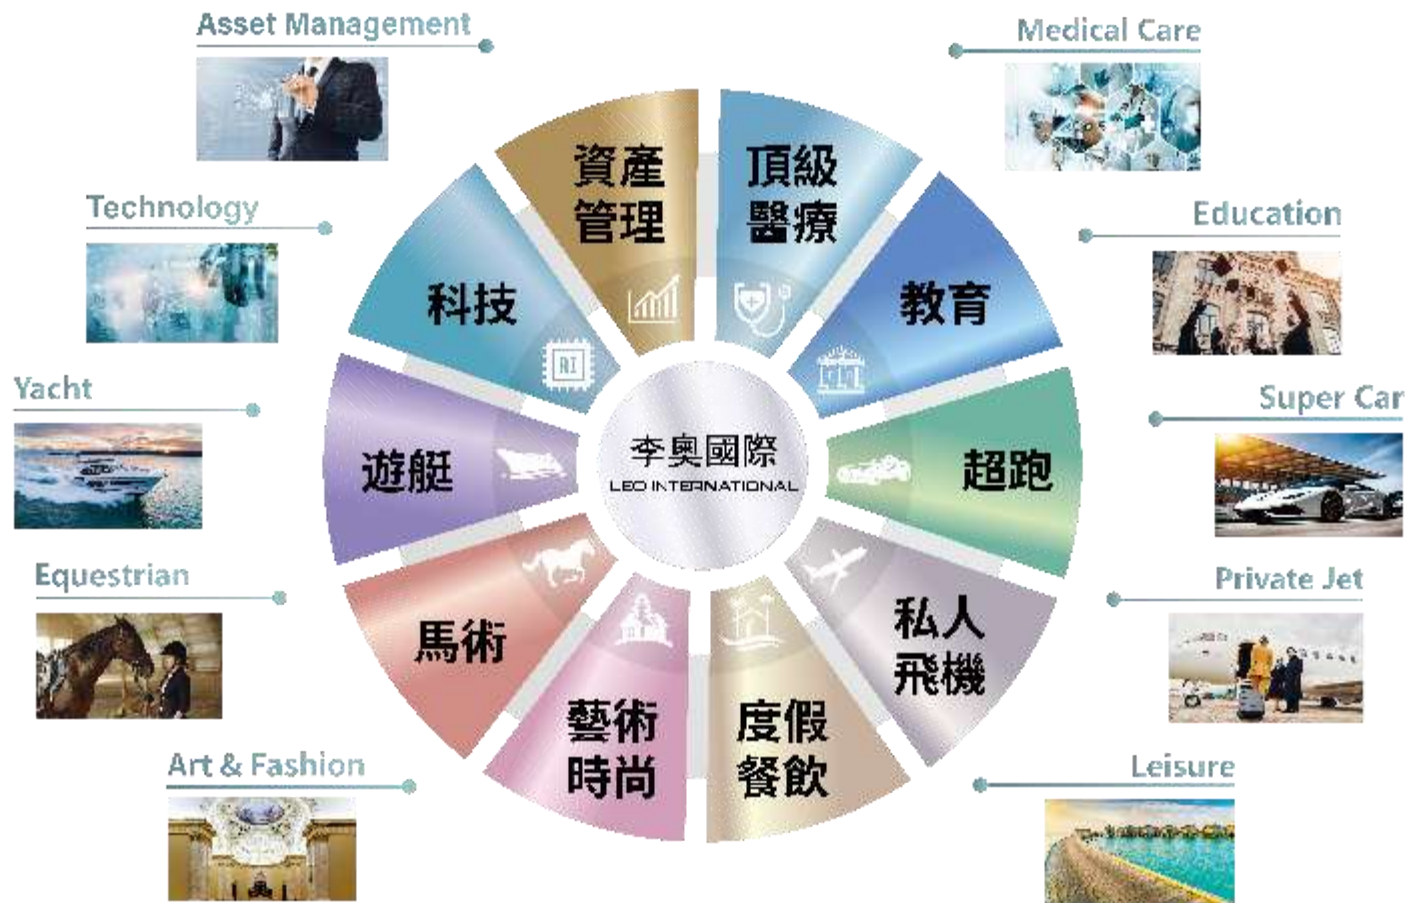 Asset Management
Medical Care
資產
管理
頂級
醫療
Technology
Education
科技
教育
RI
Yacht
Super Car
遊艇
李奧國際
LEO INTERNATIONAL
超跑
Equestrian
Private Jet
馬術
私人
飛機
藝術
時尚
度假
餐飲
Art & Fashion
Leisure